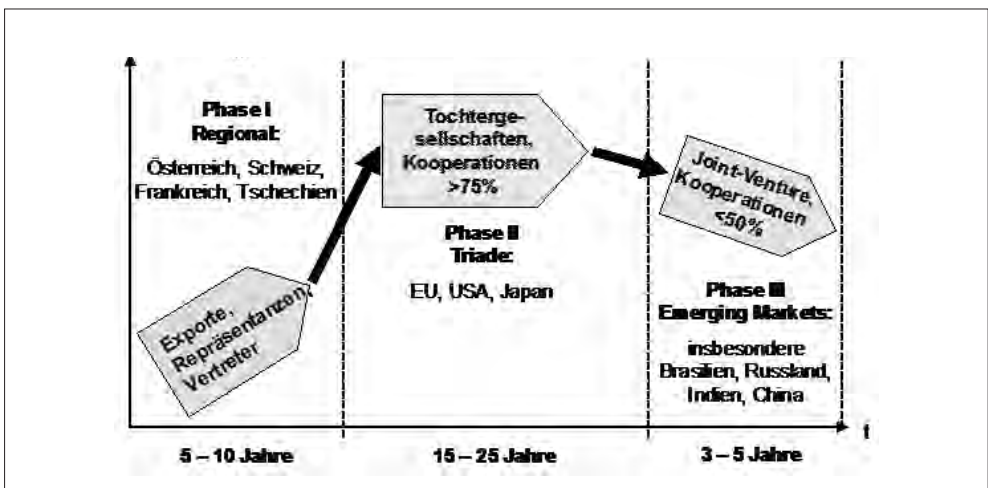 Phase I
Regional:
Österreich, Schweiz,
Frankreich, Tschechien
Exporte,
Repräsentanzen,
Vertreter
Tochterge-
sellschaften,
Kooperationen
>75%
Phase II
Triade:
EU, USA, Japan
Joint-Venture,
Kooperationen
<50%
Phase III
Emerging Markets:
insbesondere
Brasilien, Russland,
Indien, China
t
5 – 10 Jahre
15 – 25 Jahre
3 – 5 Jahre